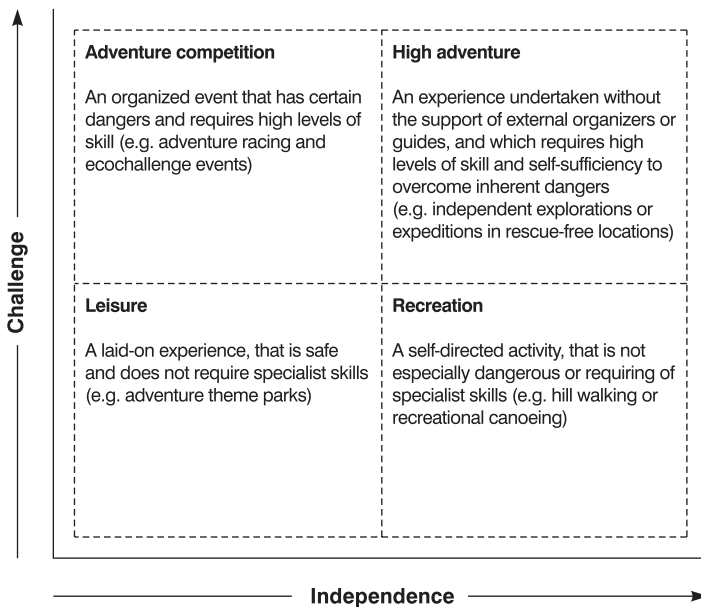 Challenge
Adventure competition
An organized event that has certain
dangers and requires high levels of
skill (e.g. adventure racing and
ecochallenge events)
High adventure
An experience undertaken without
the support of external organizers or
guides, and which requires high
levels of skill and self-sufficiency to
overcome inherent dangers
(e.g. independent explorations or
expeditions in rescue-free locations)
Leisure
A laid-on experience, that is safe
and does not require specialist skills
(e.g. adventure theme parks)
Recreation
A self-directed activity, that is not
especially dangerous or requiring of
specialist skills (e.g. hill walking or
recreational canoeing)
Independence